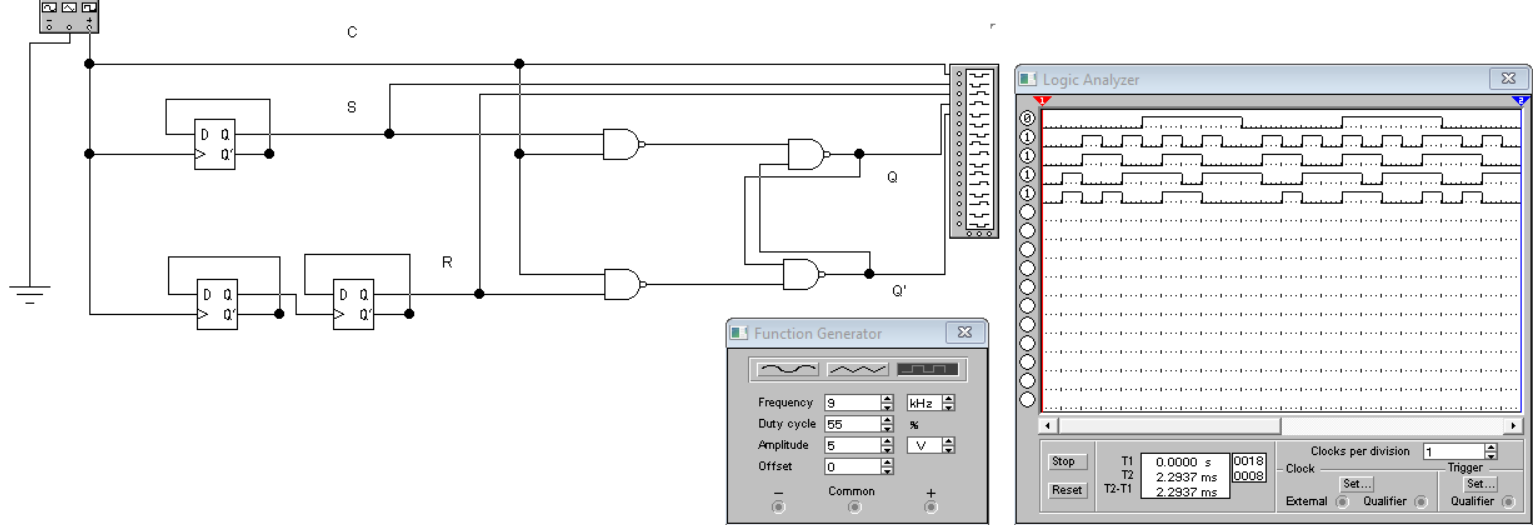 - +
C
S
D Q
Q'
Q
R
D Q
Q'
D Q
Q'
Q'
Function Generator
Frequency 9 kHz
Duty cycle 55 %
Amplitude 5 V
Offset 0
- Common +
Logic Analyzer
1 2
0
1
1
1
1
Stop
Reset
T1 0.0000 s 0018
T2 2.2937 ms 0008
T2-T1 2.2937 ms
Clocks per division 1
Clock Trigger
Set... Set...
External Qualifier Qualifier